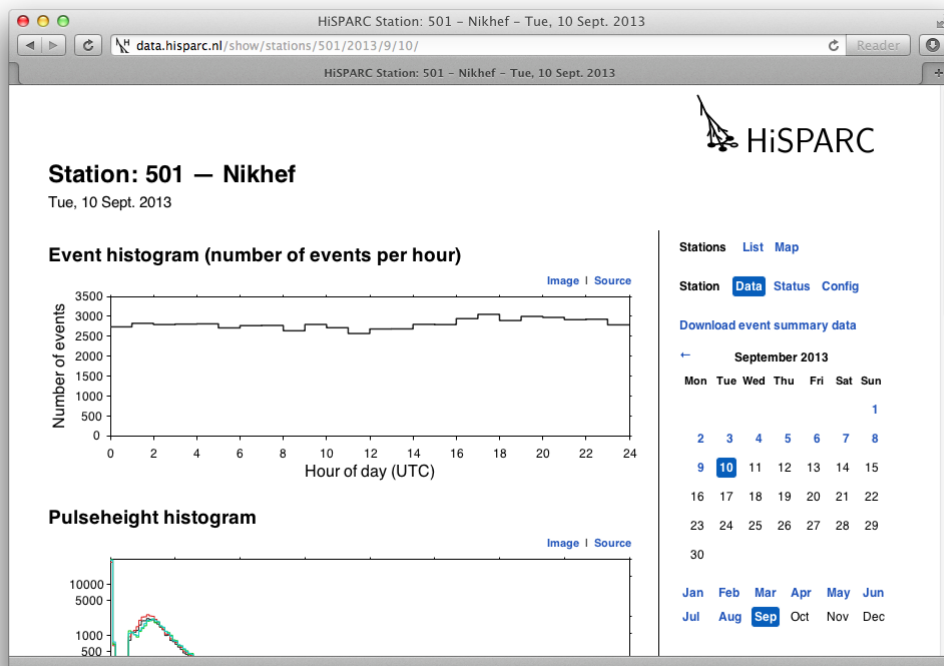 HiSPARC Station: 501 – Nikhef – Tue, 10 Sept. 2013
data.hisparc.nl/show/stations/501/2013/9/10/
Reader
HiSPARC Station: 501 – Nikhef – Tue, 10 Sept. 2013
HiSPARC
Station: 501 — Nikhef
Tue, 10 Sept. 2013
Event histogram (number of events per hour)
Image | Source
Number of events
3500
3000
2500
2000
1500
1000
500
0
0 2 4 6 8 10 12 14 16 18 20 22 24
Hour of day (UTC)
Pulseheight histogram
Image | Source
10000
5000
1000
500
Stations List Map
Station Data Status Config
Download event summary data
← September 2013
Mon Tue Wed Thu Fri Sat Sun
1
2 3 4 5 6 7 8
9 10 11 12 13 14 15
16 17 18 19 20 21 22
23 24 25 26 27 28 29
30
Jan Feb Mar Apr May Jun
Jul Aug Sep Oct Nov Dec